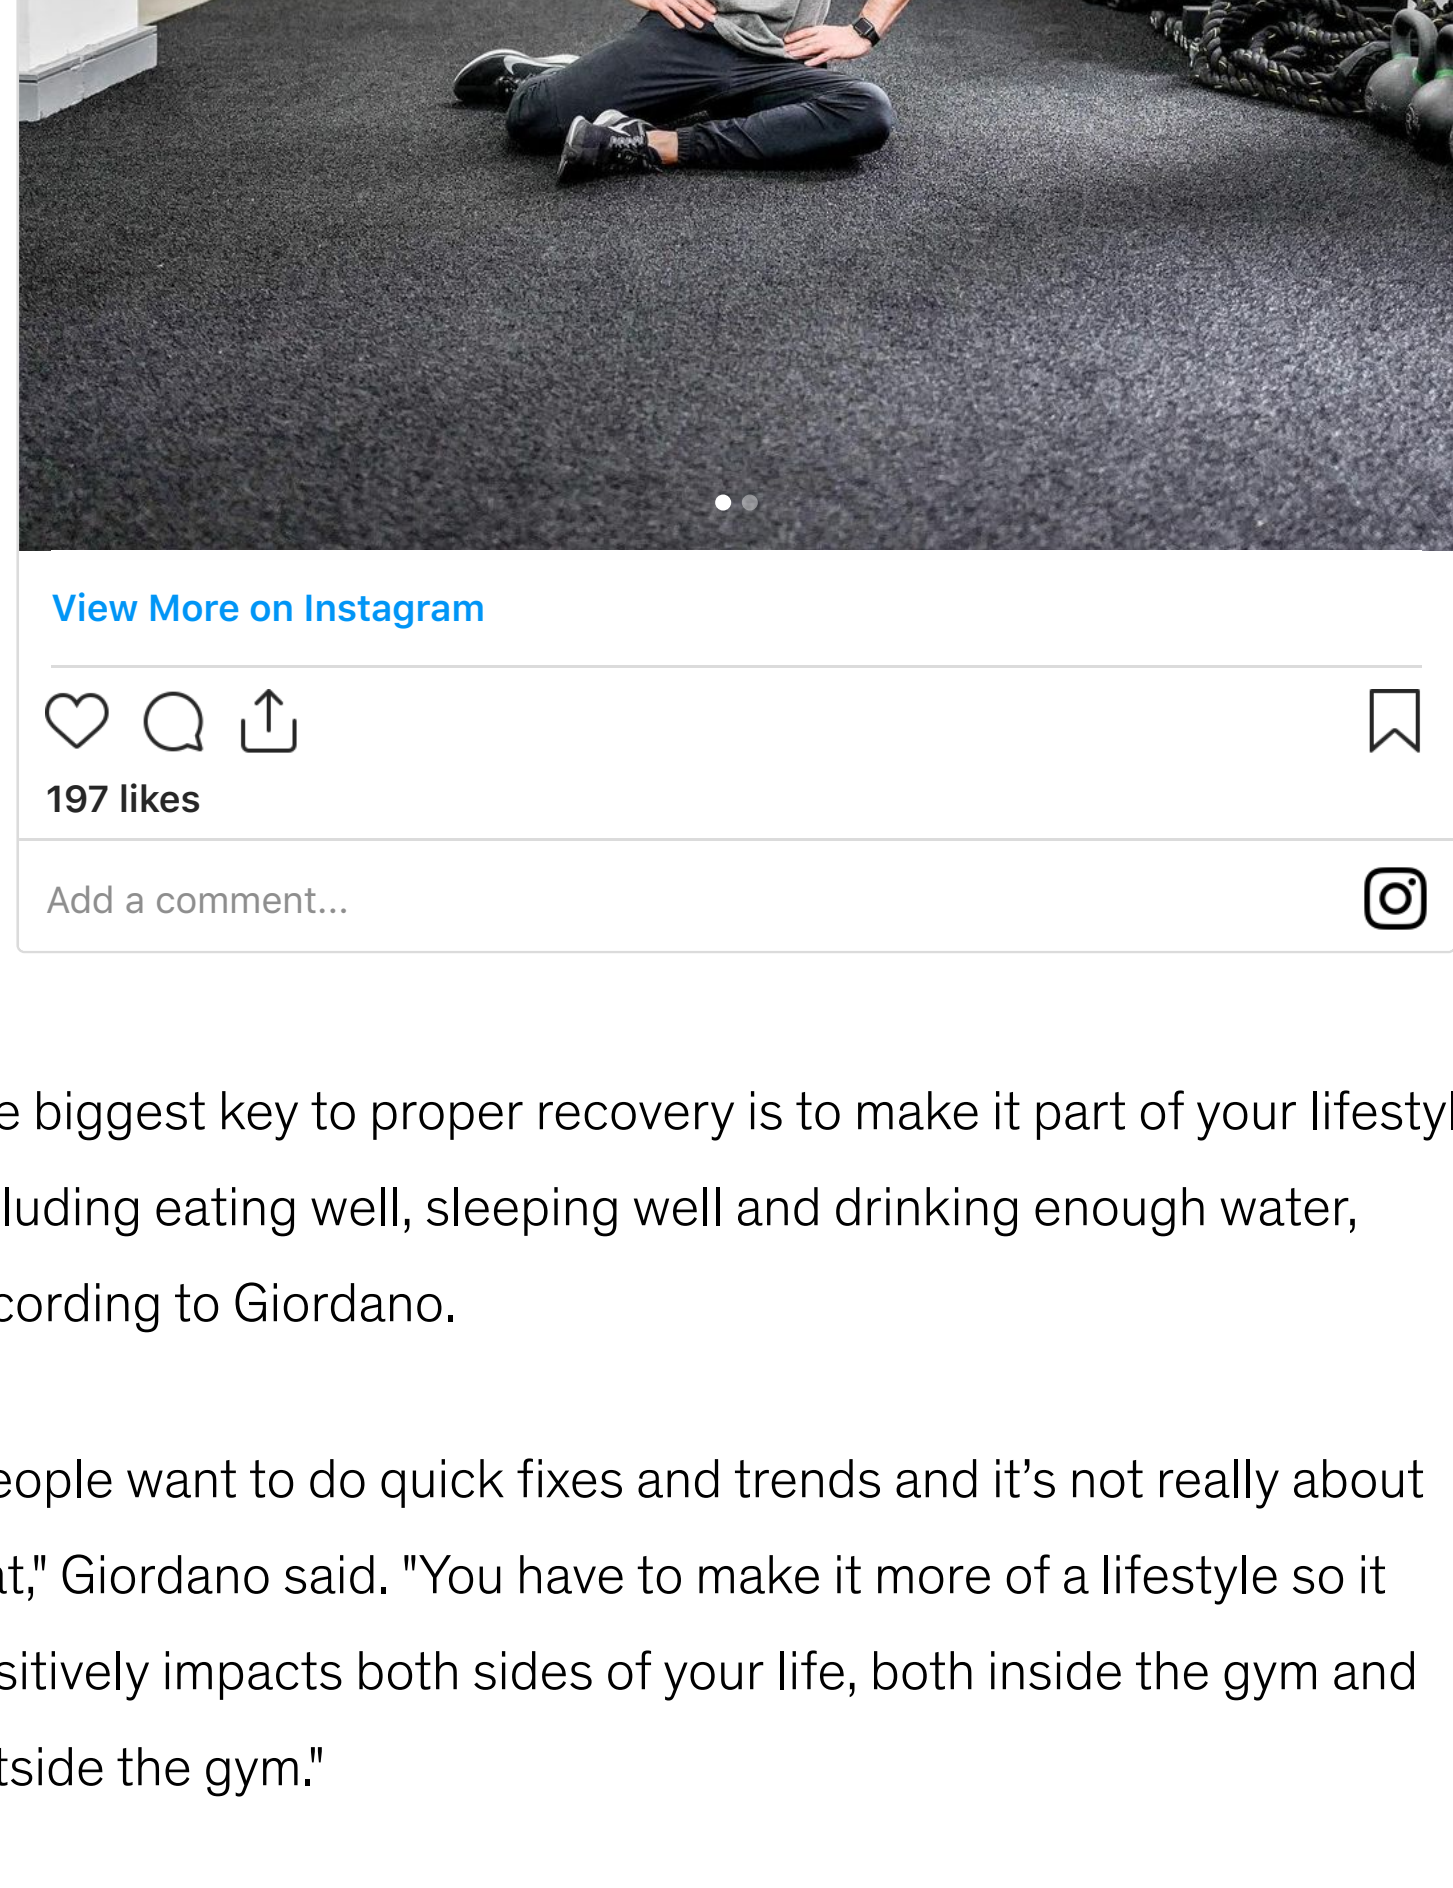 View More on Instagram
197 likes
Add a comment...
e biggest key to proper recovery is to make it part of your lifestyl
luding eating well, sleeping well and drinking enough water,
cording to Giordano.
eople want to do quick fixes and trends and it’s not really about
at," Giordano said. "You have to make it more of a lifestyle so it
sitively impacts both sides of your life, both inside the gym and
tside the gym."